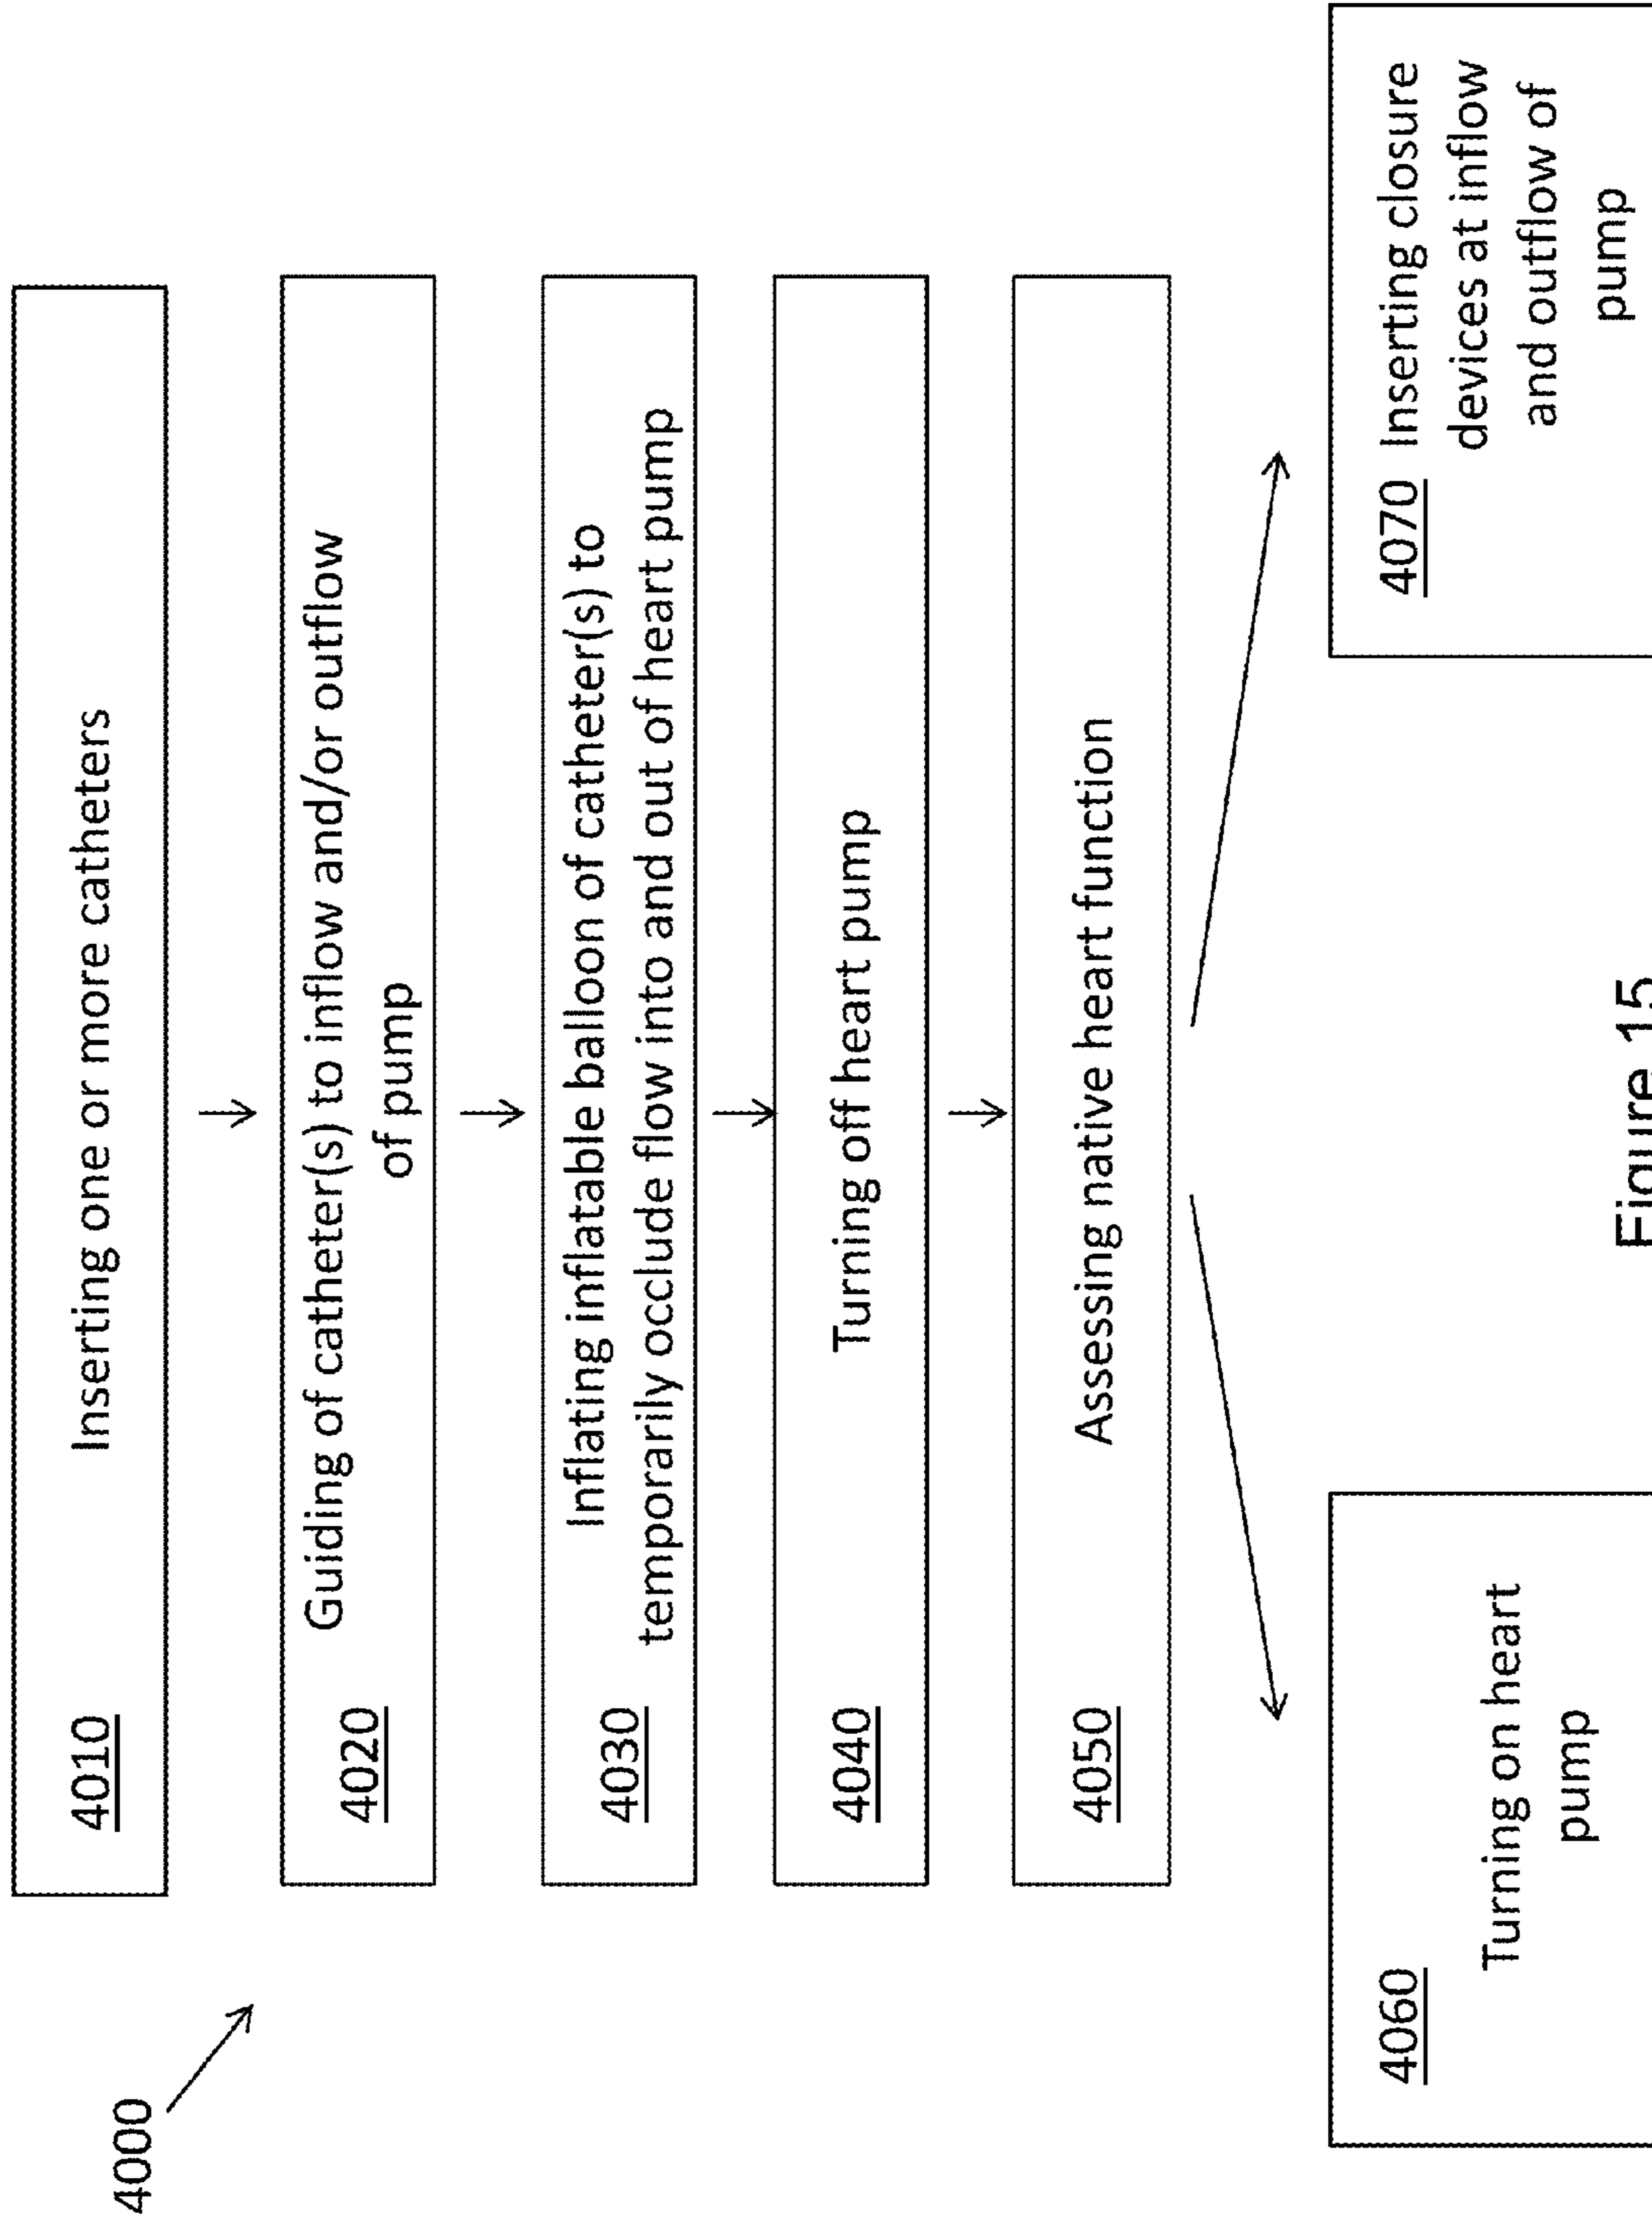 4000
4010
Inserting one or more catheters
4020
Guiding of catheter(s) to inflow and/or outflow
of pump
4030
Inflating inflatable balloon of catheter(s) to
temporarily occlude flow into and out of heart pump
4040
Turning off heart pump
4050
Assessing native heart function
4060
Turning on heart
pump
4070 Inserting closure
devices at inflow
and outflow of
pump
Figure 15